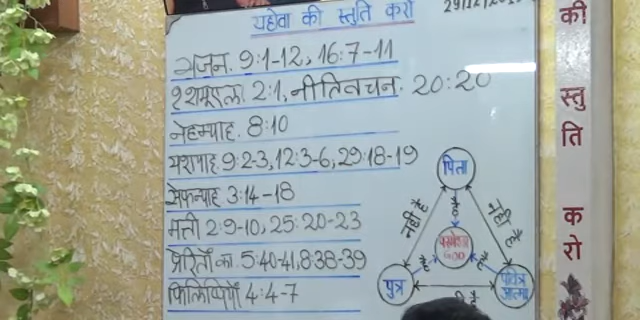 यहोवा की स्तुति करो
भजन. 9:1-12, 16:7-11
1 शमूएल. 2:1, नीतिवचन. 20:20
नहेम्याह. 8:10
यशायाह. 9:2-3, 12:3-6, 29:18-19
सपन्याह 3:14-18
मत्ती 2:9-10, 25:20-23
प्रेरितों का. 5:40-41, 8:38-39
फिलिप्पियों 4:4-7
पिता
नहीं है
है
नहीं है
परमेश्वर
GOD
है
है
पुत्र
पवित्र
आत्मा
की
स्तु
ति
क
रो